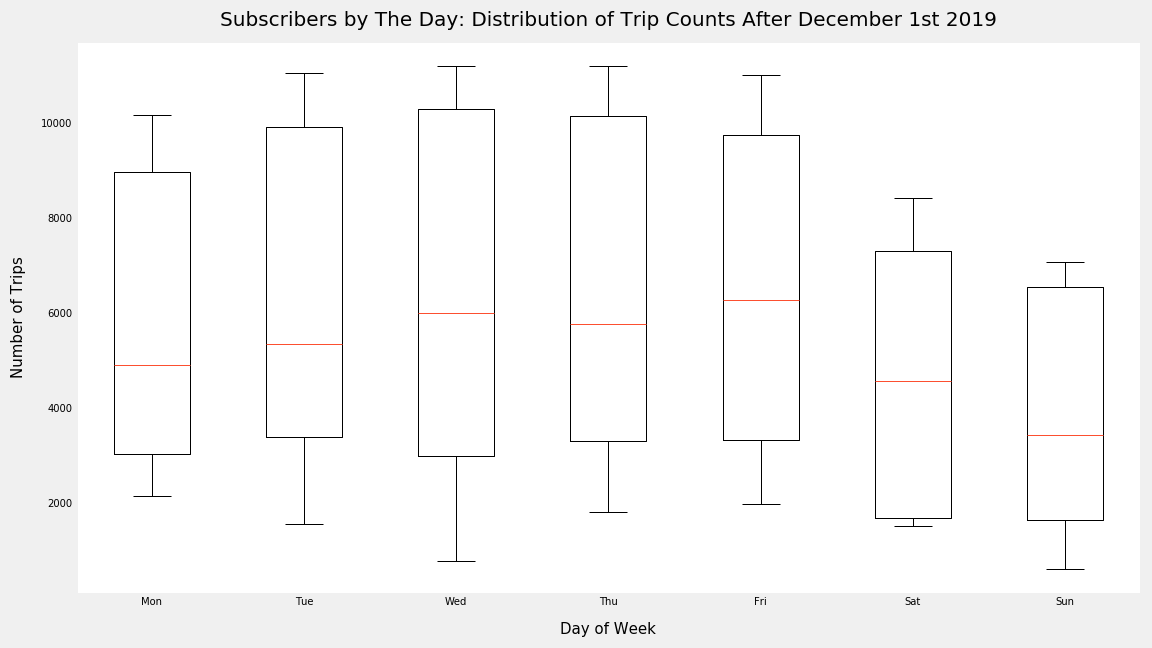 Subscribers by The Day: Distribution of Trip Counts After December 1st 2019
Number of Trips
10000
8000
6000
4000
2000
Mon Tue Wed Thu Fri Sat Sun
Day of Week